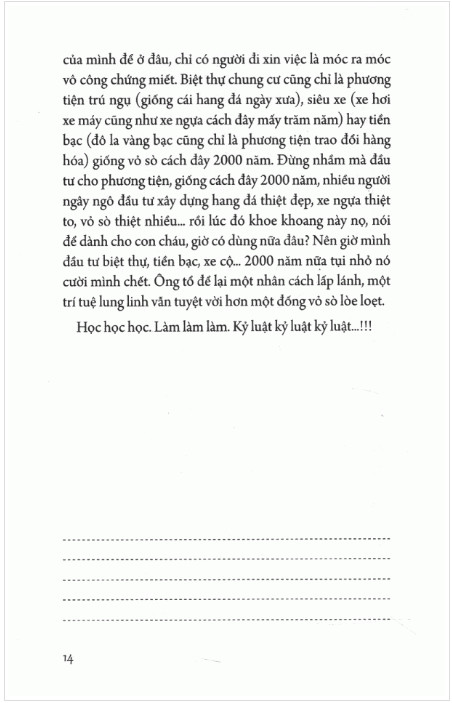 của mình để ở đâu, chỉ có người đi xin việc là móc ra móc
vô công chứng miết. Biệt thự chung cư cũng chỉ là phương
tiện trú ngụ (giống cái hang đá ngày xưa), siêu xe (xe hơi
xe máy cũng như xe ngựa cách đây mấy trăm năm) hay tiền
bạc (đô la vàng bạc cũng chỉ là phương tiện trao đổi hàng
hóa) giống vỏ sò cách đây 2000 năm. Đừng nhầm mà đầu
tư cho phương tiện, giống cách đây 2000 năm, nhiều người
ngây ngô đầu tư xây dựng hang đá thiệt đẹp, xe ngựa thiệt
to, vỏ sò thiệt nhiều... rồi lúc đó khoe khoang này nọ, nói
để dành cho con cháu, giờ có dùng nữa đâu? Nên giờ mình
đầu tư biệt thự, tiền bạc, xe cộ... 2000 năm nữa tụi nhỏ nó
cười mình chết. Ông tổ để lại một nhân cách lấp lánh, một
trí tuệ lung linh vẫn tuyệt vời hơn một đống vỏ sò lòe loẹt.
Học học học. Làm làm làm. Kỷ luật kỷ luật kỷ luật...!!!
14